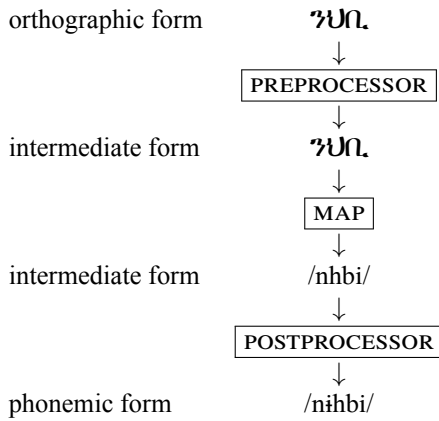 orthographic form ንህቢ
PREPROCESSOR
intermediate form ንህቢ
MAP
intermediate form /nhbi/
POSTPROCESSOR
phonemic form /nɨhbi/